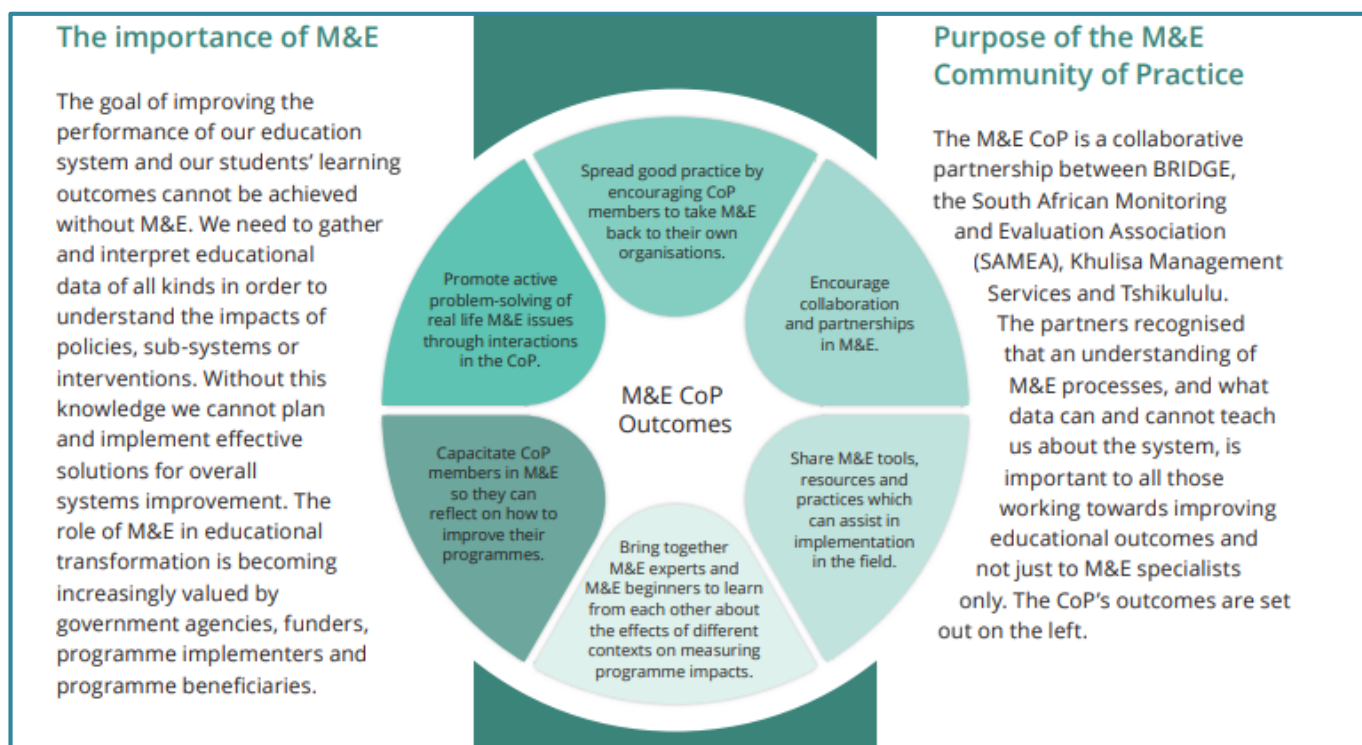 The importance of M&E
The goal of improving the
performance of our education
system and our students' learning
outcomes cannot be achieved
without M&E. We need to gather
and interpret educational
data of all kinds in order to
understand the impacts of
policies, sub-systems or
interventions. Without this
knowledge we cannot plan
and implement effective
solutions for overall
systems improvement. The
role of M&E in educational
transformation is becoming
increasingly valued by
government agencies, funders,
programme implementers and
programme beneficiaries.
Spread good practice by
encouraging CoP
members to take M&E
back to their own
organisations.
Encourage
collaboration
and partnerships
in M&E.
Share M&E tools,
resources and
practices which
can assist in
implementation
in the field.
Bring together
M&E experts and
M&E beginners to learn
from each other about
the effects of different
contexts on measuring
programme impacts.
Capacitate CoP
members in M&E
so they can
reflect on how to
improve their
programmes.
Promote active
problem-solving of
real life M&E issues
through interactions
in the CoP.
M&E CoP
Outcomes
Purpose of the M&E
Community of Practice
The M&E CoP is a collaborative
partnership between BRIDGE,
the South African Monitoring
and Evaluation Association
(SAMEA), Khulisa Management
Services and Tshikululu.
The partners recognised
that an understanding of
M&E processes, and what
data can and cannot teach
us about the system, is
important to all those
working towards improving
educational outcomes and
not just to M&E specialists
only. The CoP's outcomes are set
out on the left.